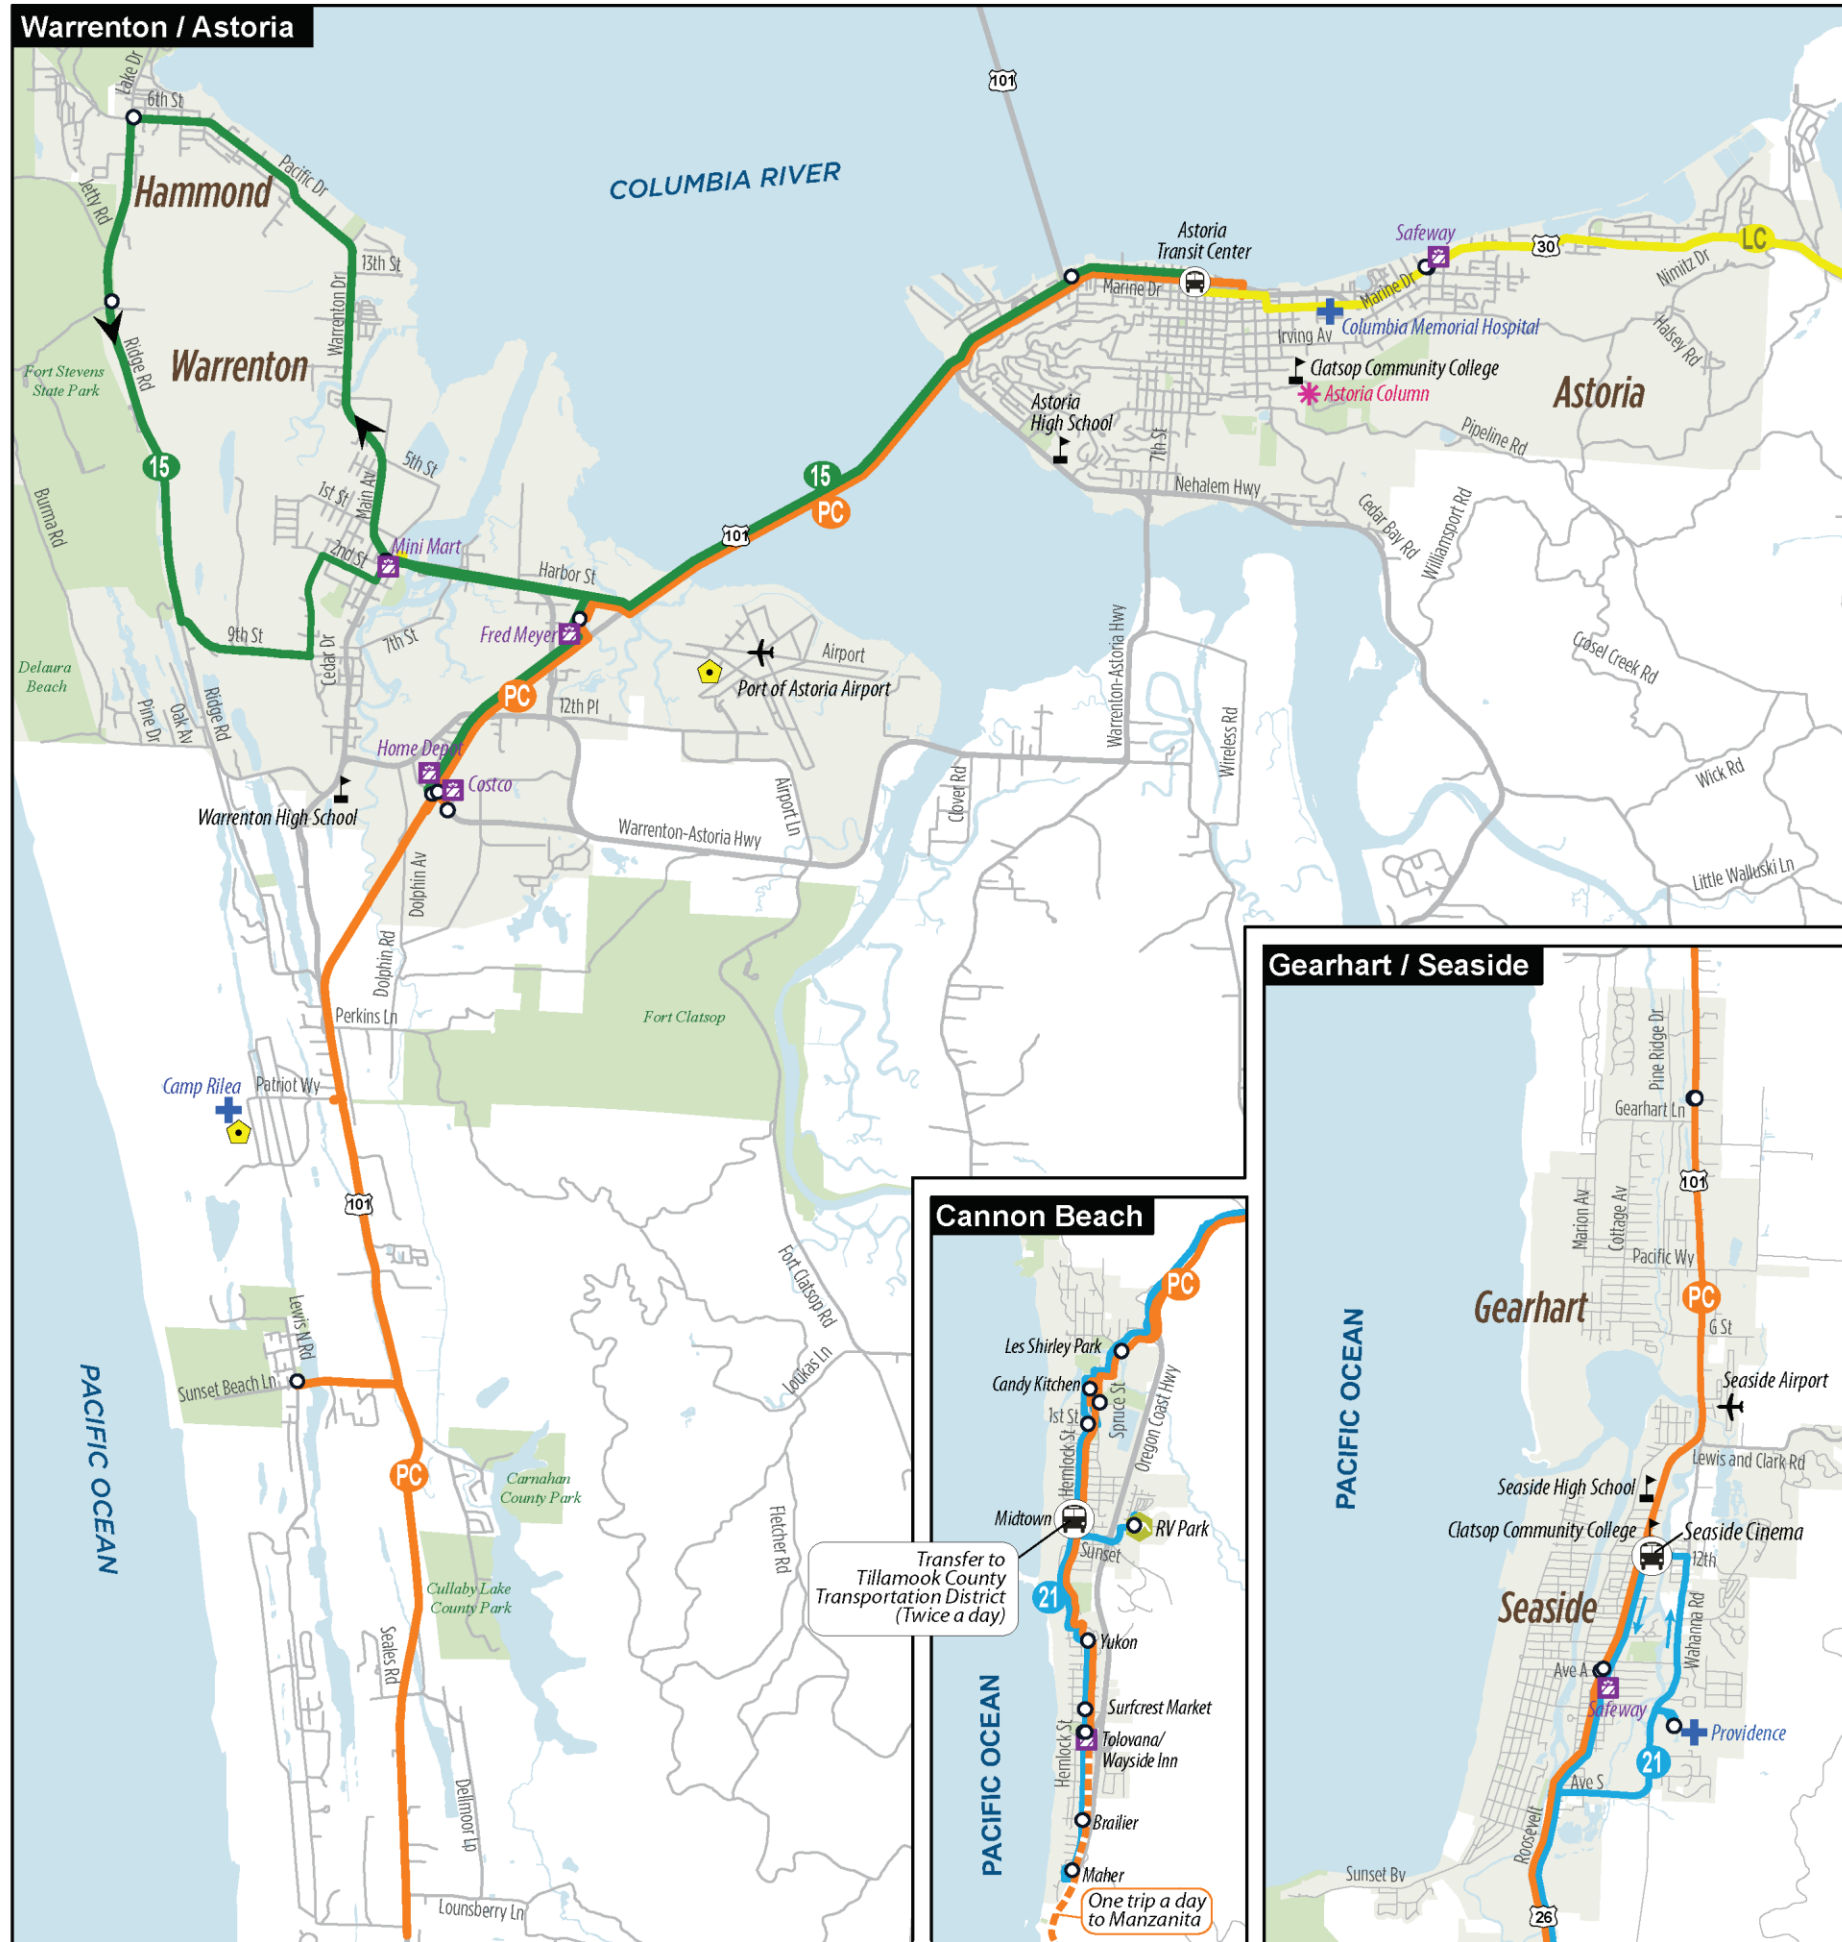 Warrenton / Astoria
Lake Dr
6th St
101
Pacific Dr
Hammond
Jetty Rd
COLUMBIA RIVER
13th St
Warrenton Dr
Astoria
Transit Center
Safeway
30
LC
Nimitz Dr
Marine Dr
Marine Dr
Columbia Memorial Hospital
Irving Av
Halsey Rd
Ridge Rd
Warrenton
Fort Stevens
State Park
Clatsop Community College
Astoria Column
Astoria
Astoria
High School
7th St
Pipeline Rd
15
5th St
1st St
Main Av
15
PC
101
Nehalem Hwy
Cedar Bay Rd
Williamsport Rd
Burma Rd
2nd St
Mini Mart
Harbor St
Fred Meyer
9th St
7th St
Cedar Dr
Airport
Port of Astoria Airport
Warrenton-Astoria Hwy
Crosel Creek Rd
Delaura
Beach
Pine Dr
Oak Av
Ridge Rd
PC
12th Pl
Wireless Rd
Home Depot
Costco
Wick Rd
Warrenton High School
Airport Ln
Clover Rd
Warrenton-Astoria Hwy
Dolphin Av
Little Walluski Ln
Dolphin Rd
Perkins Ln
Fort Clatsop
Camp Rilea
Patriot Wy
101
Fort Clatsop Rd
Lewis N Rd
Loukas Ln
Sunset Beach Ln
PACIFIC OCEAN
PC
Carnahan
County Park
Fletcher Rd
Cullaby Lake
County Park
Seales Rd
Dellmoor Lp
Lounsberry Ln
Cannon Beach
PC
Les Shirley Park
Candy Kitchen
Spruce St
1st St
Hemlock St
Oregon Coast Hwy
Midtown
RV Park
Sunset
Transfer to
Tillamook County
Transportation District
(Twice a day)
21
Yukon
PACIFIC OCEAN
Surfcrest Market
Hemlock St
Tolovana/
Wayside Inn
Brailier
Maher
One trip a day
to Manzanita
Gearhart / Seaside
Pine Ridge Dr
Gearhart Ln
101
Marion Av
Cottage Av
Pacific Wy
Gearhart
PC
G St
PACIFIC OCEAN
Seaside Airport
Lewis and Clark Rd
Seaside High School
Clatsop Community College
Seaside Cinema
12th
Seaside
Wahanna Rd
Ave A
Safeway
Providence
21
Ave S
Roosevelt
Sunset Bv
26